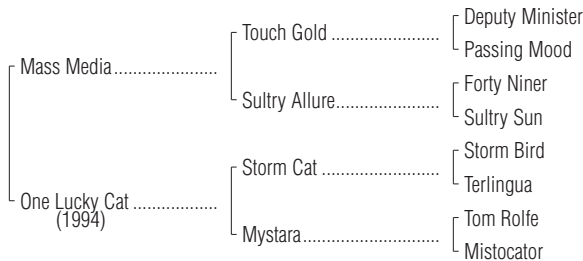 Deputy Minister
Touch Gold ....................
Passing Mood
Mass Media ....................
Forty Niner
Sultry Allure ....................
Sultry Sun
Storm Bird
Storm Cat ....................
Terlingua
One Lucky Cat ................
(1994)
Tom Rolfe
Mystara .........................
Mistocator